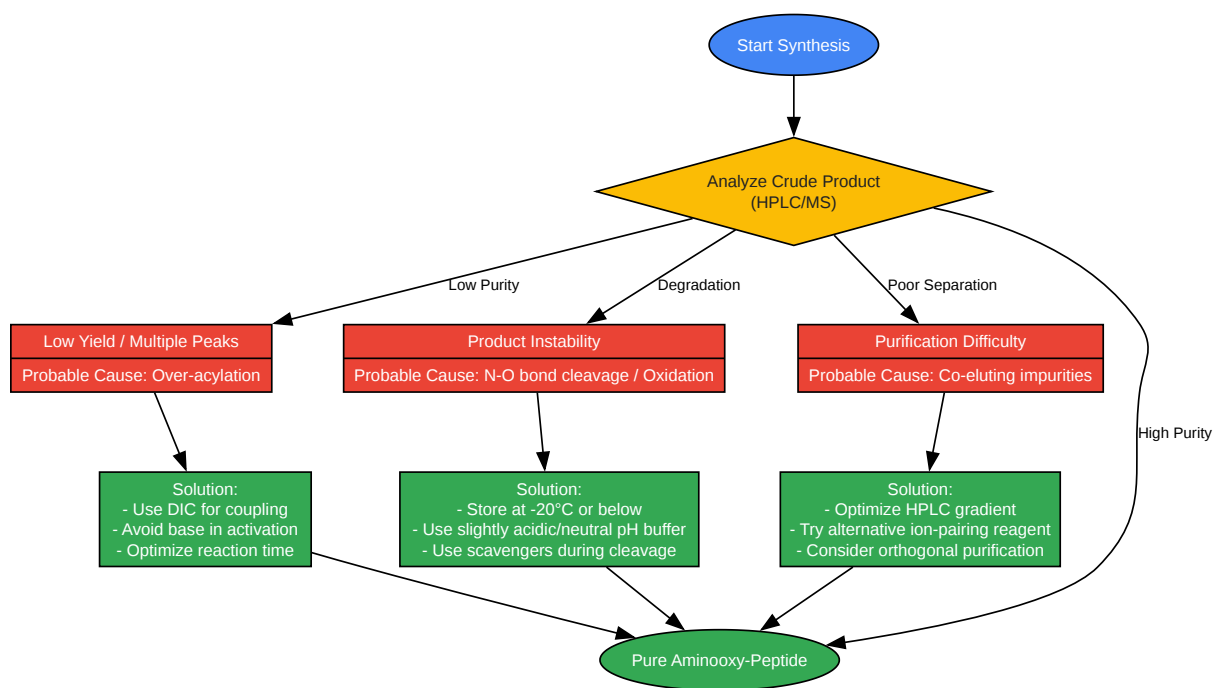 Start Synthesis
Analyze Crude Product
(HPLC/MS)
Low Purity
Degradation
Poor Separation
High Purity
Low Yield / Multiple Peaks
Probable Cause: Over-acylation
Product Instability
Probable Cause: N-O bond cleavage / Oxidation
Purification Difficulty
Probable Cause: Co-eluting impurities
Solution:
- Use DIC for coupling
- Avoid base in activation
- Optimize reaction time
Solution:
- Store at -20°C or below
- Use slightly acidic/neutral pH buffer
- Use scavengers during cleavage
Solution:
- Optimize HPLC gradient
- Try alternative ion-pairing reagent
- Consider orthogonal purification
Pure Aminooxy-Peptide